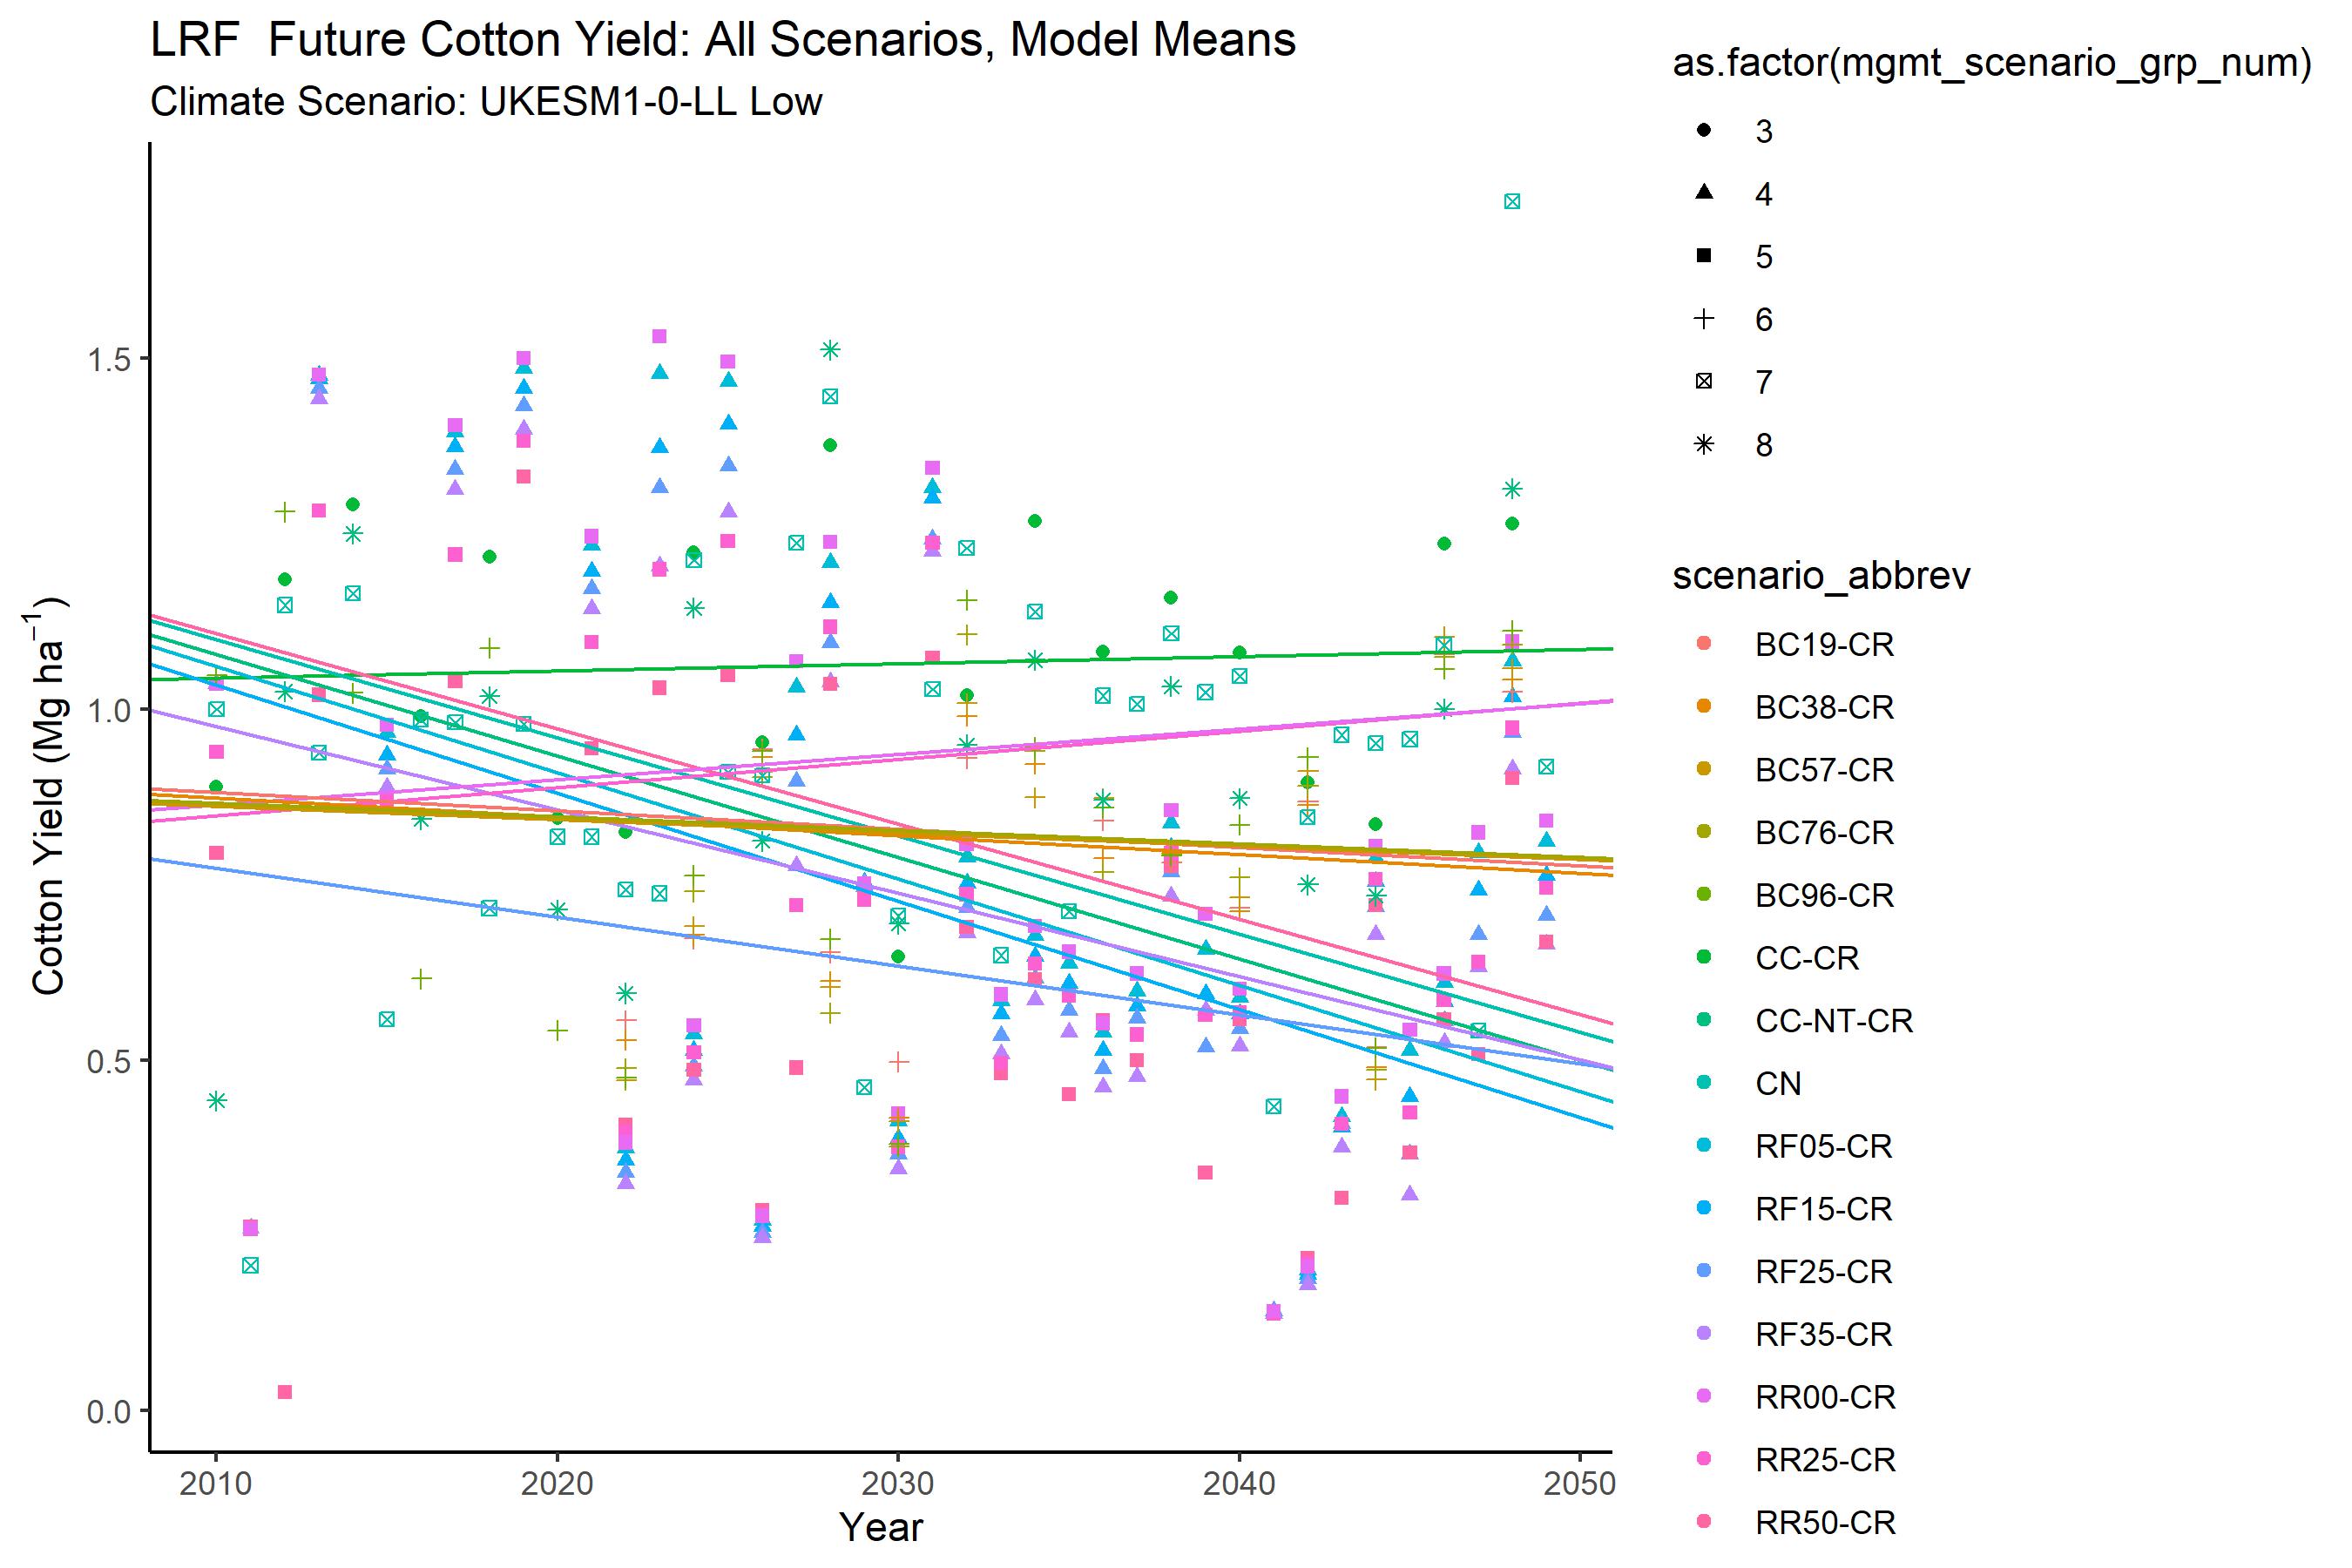 LRF  Future Cotton Yield: All Scenarios, Model Means
Climate Scenario: UKESM1-0-LL Low
Cotton Yield (Mg ha⁻¹)
1.5
1.0
0.5
0.0
2010
2020
2030
2040
2050
Year
as.factor(mgmt_scenario_grp_num)
3
4
5
6
7
8
scenario_abbrev
BC19-CR
BC38-CR
BC57-CR
BC76-CR
BC96-CR
CC-CR
CC-NT-CR
CN
RF05-CR
RF15-CR
RF25-CR
RF35-CR
RR00-CR
RR25-CR
RR50-CR